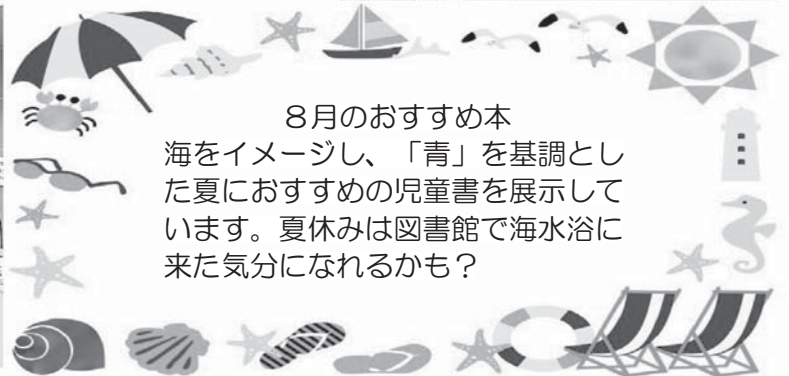 ８月のおすすめ本
海をイメージし、「青」を基調とし
た夏におすすめの児童書を展示して
います。夏休みは図書館で海水浴に
来た気分になれるかも？